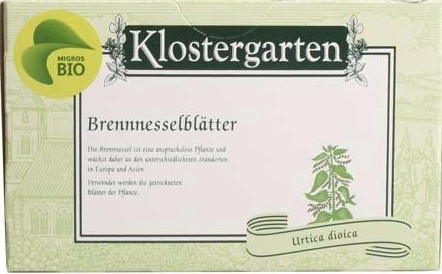 MIGROS
BIO
Klostergarten
Brennnesselblätter
Die Brennnessel ist eine anspruchslose Pflanze und
wächst daher an den unterschiedlichsten Standorten
in Europa und Asien.
Verwendet werden die getrockneten
Blätter der Pflanze.
Urtica dioica